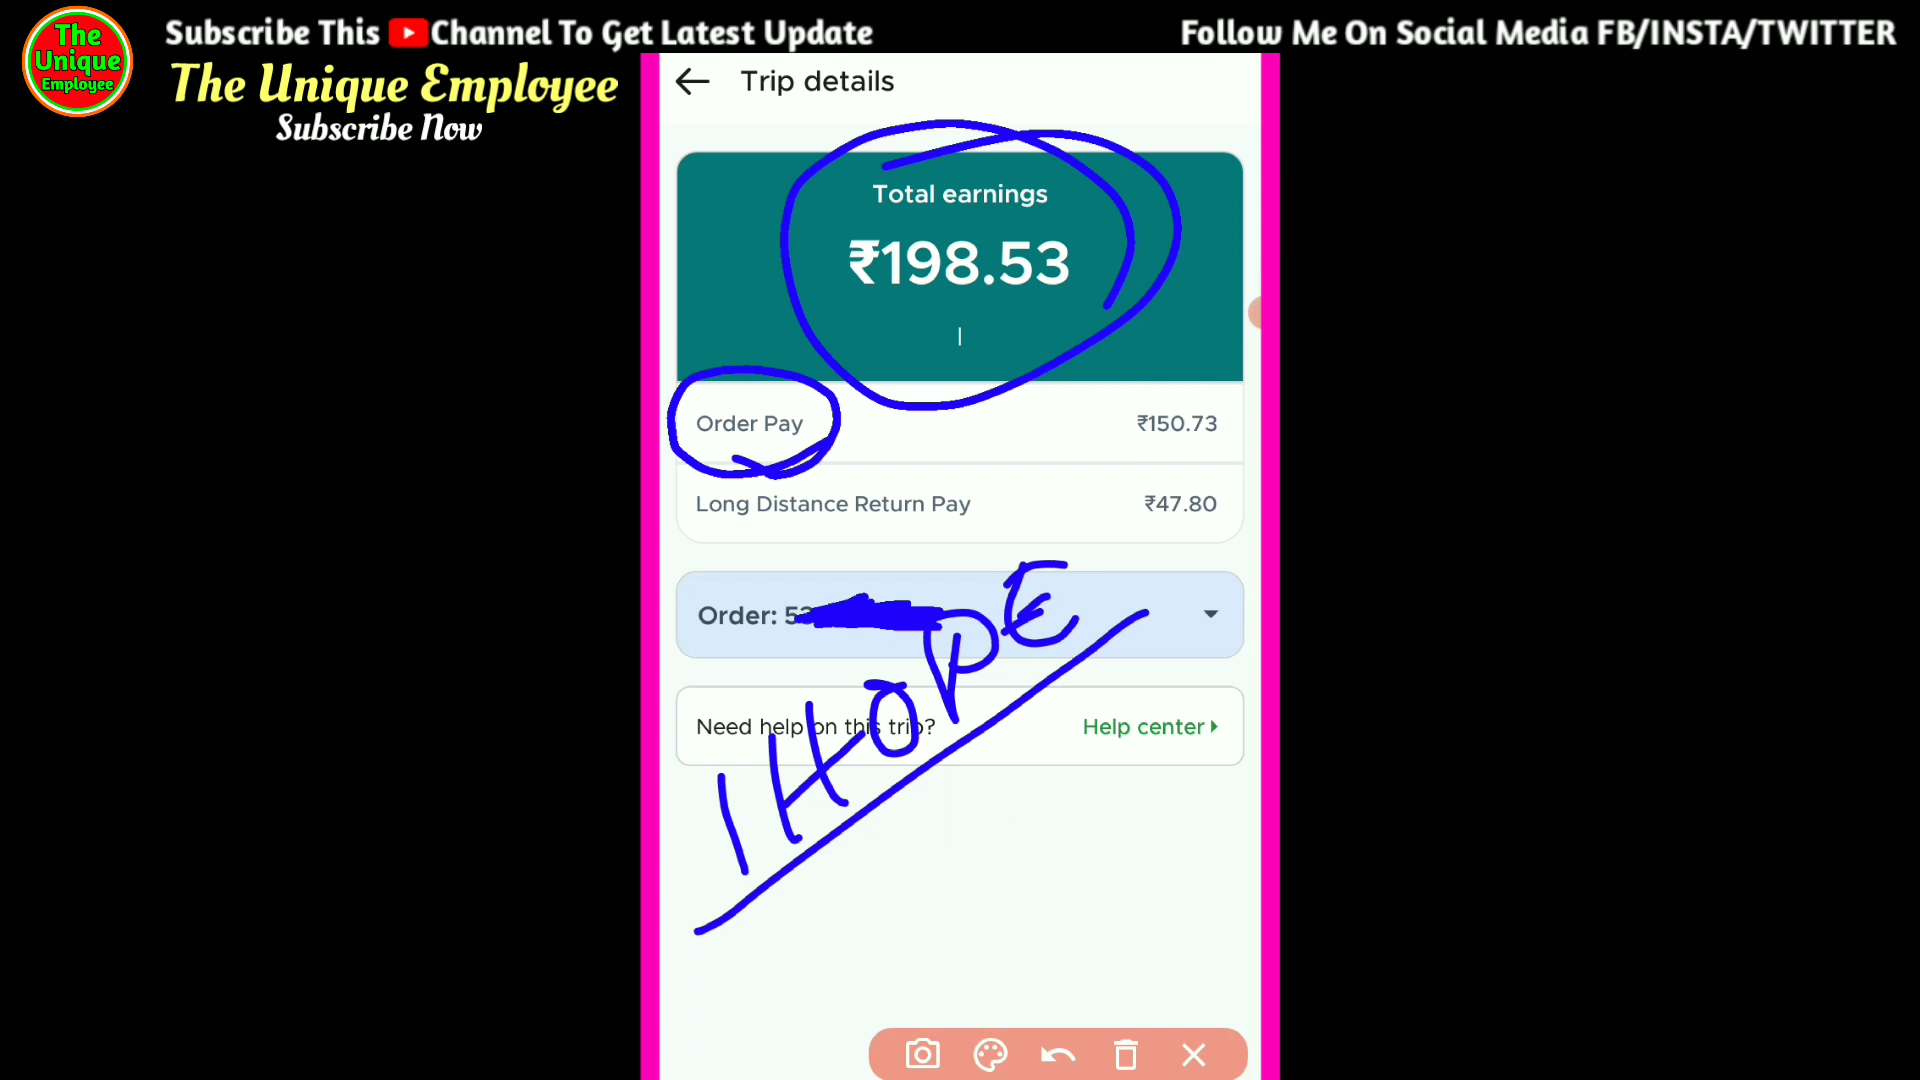 The
Unique
Employee
Subscribe This Channel To Get Latest Update
The Unique Employee
Subscribe Now
Follow Me On Social Media FB/INSTA/TWITTER
Trip details
Total earnings
₹198.53
Order Pay ₹150.73
Long Distance Return Pay ₹47.80
Order: 53
Need help on this trip? Help center
I HOPE